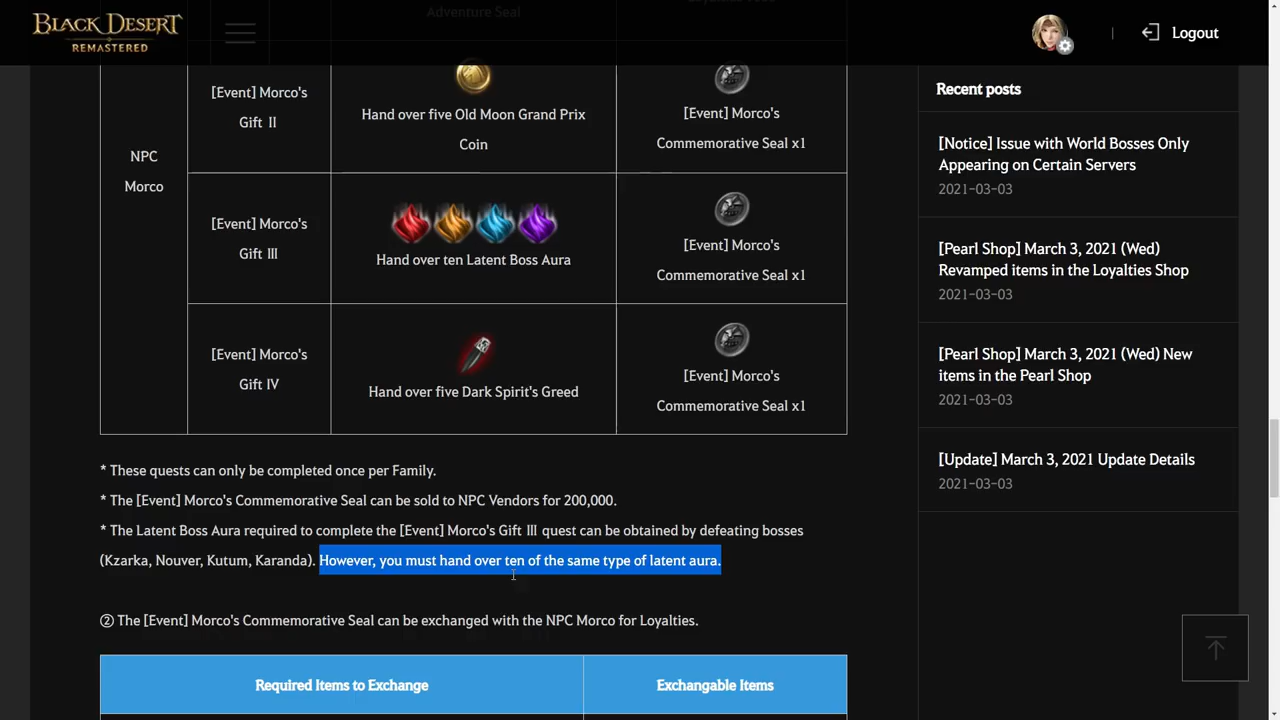 BLACK DESERT
REMASTERED
Logout
Adventure Seal
[Event] Morco's
Gift Ⅱ
Hand over five Old Moon Grand Prix
Coin
[Event] Morco's
Commemorative Seal x1
NPC
Morco
[Event] Morco's
Gift Ⅲ
Hand over ten Latent Boss Aura
[Event] Morco's
Commemorative Seal x1
[Event] Morco's
Gift Ⅳ
Hand over five Dark Spirit's Greed
[Event] Morco's
Commemorative Seal x1
* These quests can only be completed once per Family.
* The [Event] Morco's Commemorative Seal can be sold to NPC Vendors for 200,000.
* The Latent Boss Aura required to complete the [Event] Morco's Gift Ⅲ quest can be obtained by defeating bosses
(Kzarka, Nouver, Kutum, Karanda). However, you must hand over ten of the same type of latent aura.
② The [Event] Morco's Commemorative Seal can be exchanged with the NPC Morco for Loyalties.
Required Items to Exchange
Exchangable Items
Recent posts
[Notice] Issue with World Bosses Only
Appearing on Certain Servers
2021-03-03
[Pearl Shop] March 3, 2021 (Wed)
Revamped items in the Loyalties Shop
2021-03-03
[Pearl Shop] March 3, 2021 (Wed) New
items in the Pearl Shop
2021-03-03
[Update] March 3, 2021 Update Details
2021-03-03